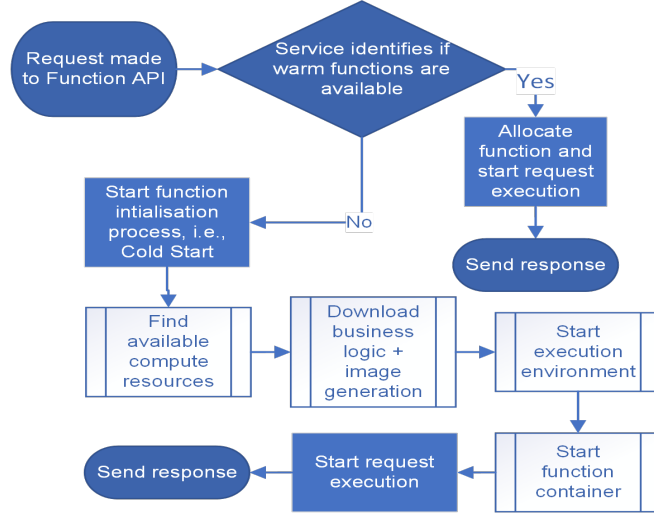 Request made
to Function API
Service identifies if
warm functions are
available
Yes
Allocate
function and
start request
execution
Send response
No
Start function
intialisation
process, i.e.,
Cold Start
Find
available
compute
resources
Download
business
logic +
image
generation
Start
execution
environment
Start
function
container
Start request
execution
Send response